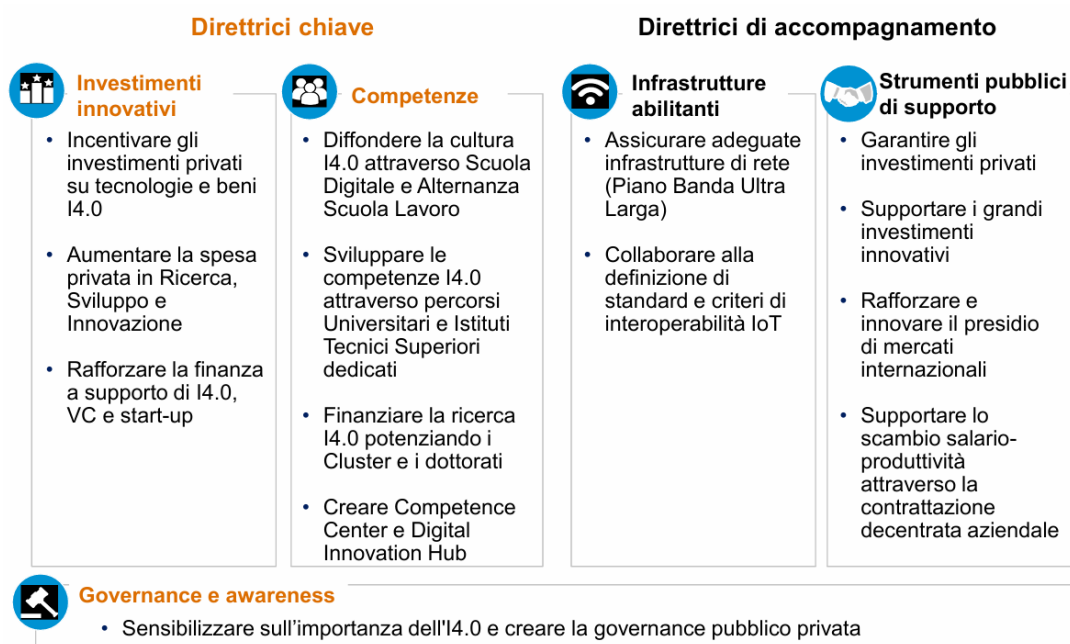 Direttrici chiave
Direttrici di accompagnamento
Investimenti
innovativi
• Incentivare gli
investimenti privati
su tecnologie e beni
I4.0
• Aumentare la spesa
privata in Ricerca,
Sviluppo e
Innovazione
• Rafforzare la finanza
a supporto di I4.0,
VC e start-up
Competenze
• Diffondere la cultura
I4.0 attraverso Scuola
Digitale e Alternanza
Scuola Lavoro
• Sviluppare le
competenze I4.0
attraverso percorsi
Universitari e Istituti
Tecnici Superiori
dedicati
• Finanziare la ricerca
I4.0 potenziando i
Cluster e i dottorati
• Creare Competence
Center e Digital
Innovation Hub
Infrastrutture
abilitanti
• Assicurare adeguate
infrastrutture di rete
(Piano Banda Ultra
Larga)
• Collaborare alla
definizione di
standard e criteri di
interoperabilità IoT
Strumenti pubblici
di supporto
• Garantire gli
investimenti privati
• Supportare i grandi
investimenti
innovativi
• Rafforzare e
innovare il presidio
di mercati
internazionali
• Supportare lo
scambio salario-
produttività
attraverso la
contrattazione
decentrata aziendale
Governance e awareness
• Sensibilizzare sull’importanza dell'I4.0 e creare la governance pubblico privata